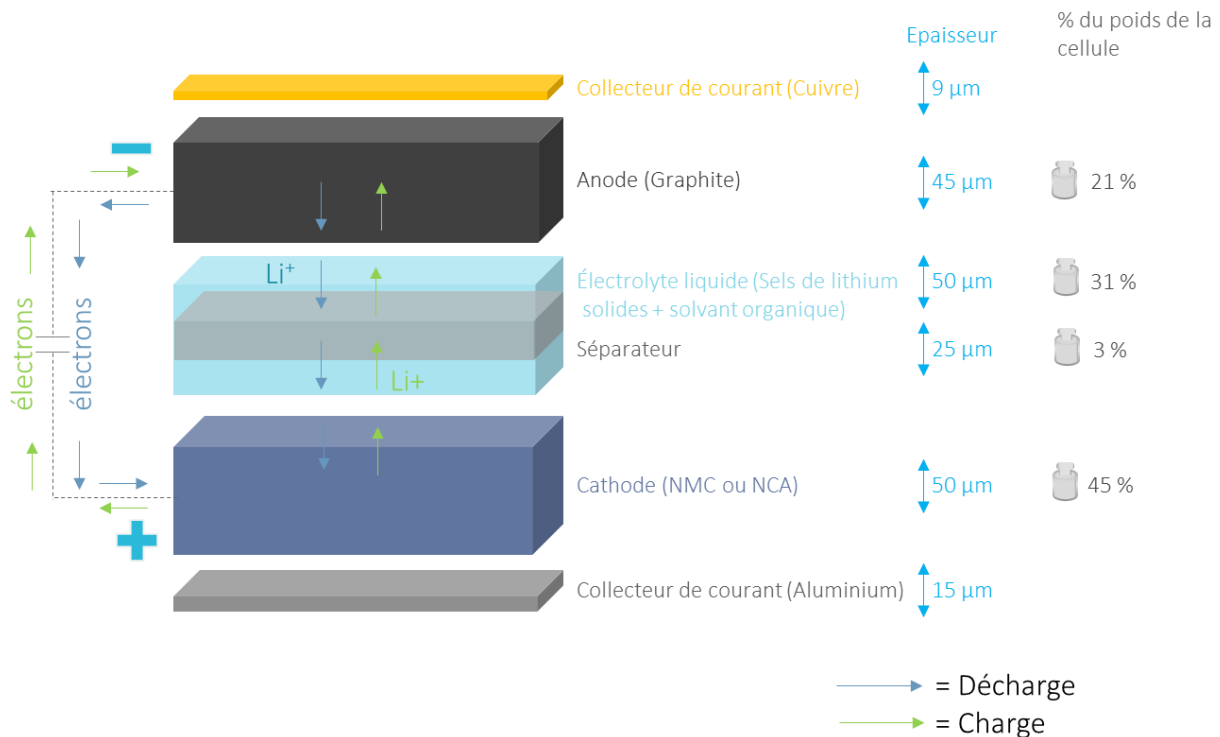 Epaisseur
% du poids de la
cellule
Collecteur de courant (Cuivre)
9 µm
Anode (Graphite)
45 µm
21 %
Li⁺
Électrolyte liquide (Sels de lithium
solides + solvant organique)
50 µm
31 %
Séparateur
25 µm
3 %
Li+
électrons
électrons
Cathode (NMC ou NCA)
50 µm
45 %
Collecteur de courant (Aluminium)
15 µm
= Décharge
= Charge